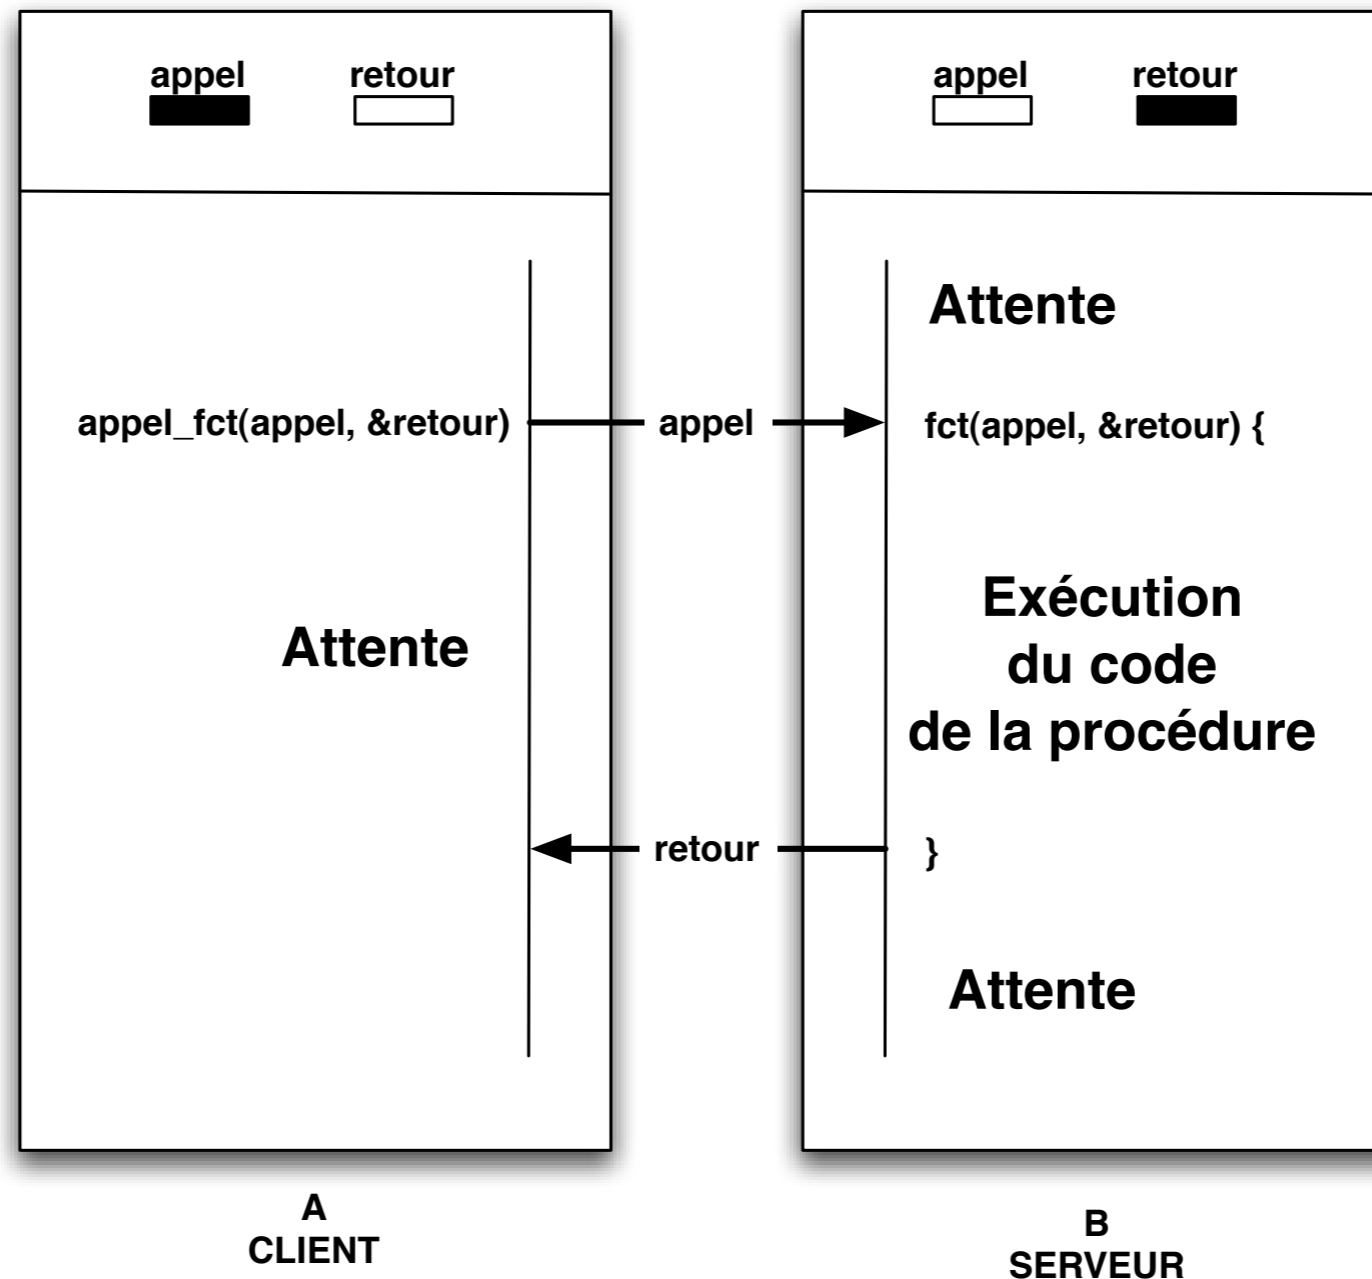 appel retour
appel_fct(appel, &retour)
Attente
A
CLIENT
appel
retour
appel retour
Attente
fct(appel, &retour) {
Exécution
du code
de la procédure
}
Attente
B
SERVEUR